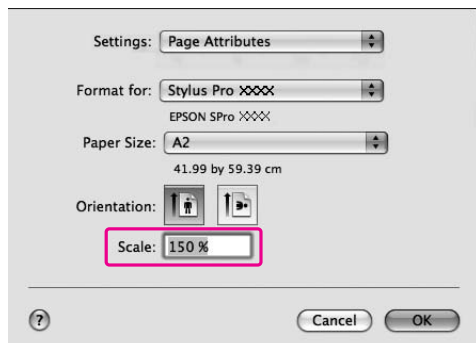 Settings: Page Attributes
Format for: Stylus Pro XXXX
EPSON SPro XXXX
Paper Size: A2
41.99 by 59.39 cm
Orientation:
Scale: 150 %
? Cancel OK